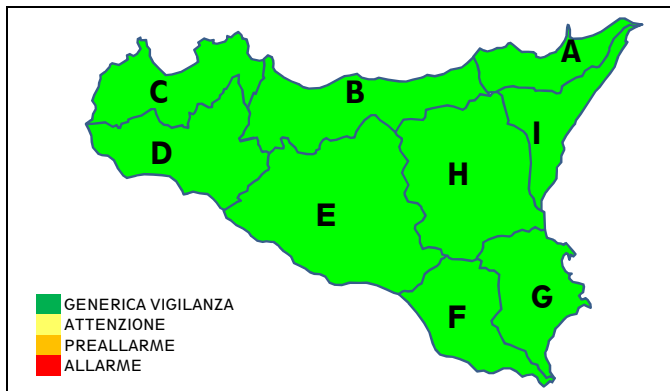 A
C
B
I
D
H
E
G
F
GENERICA VIGILANZA
ATTENZIONE
PREALLARME
ALLARME